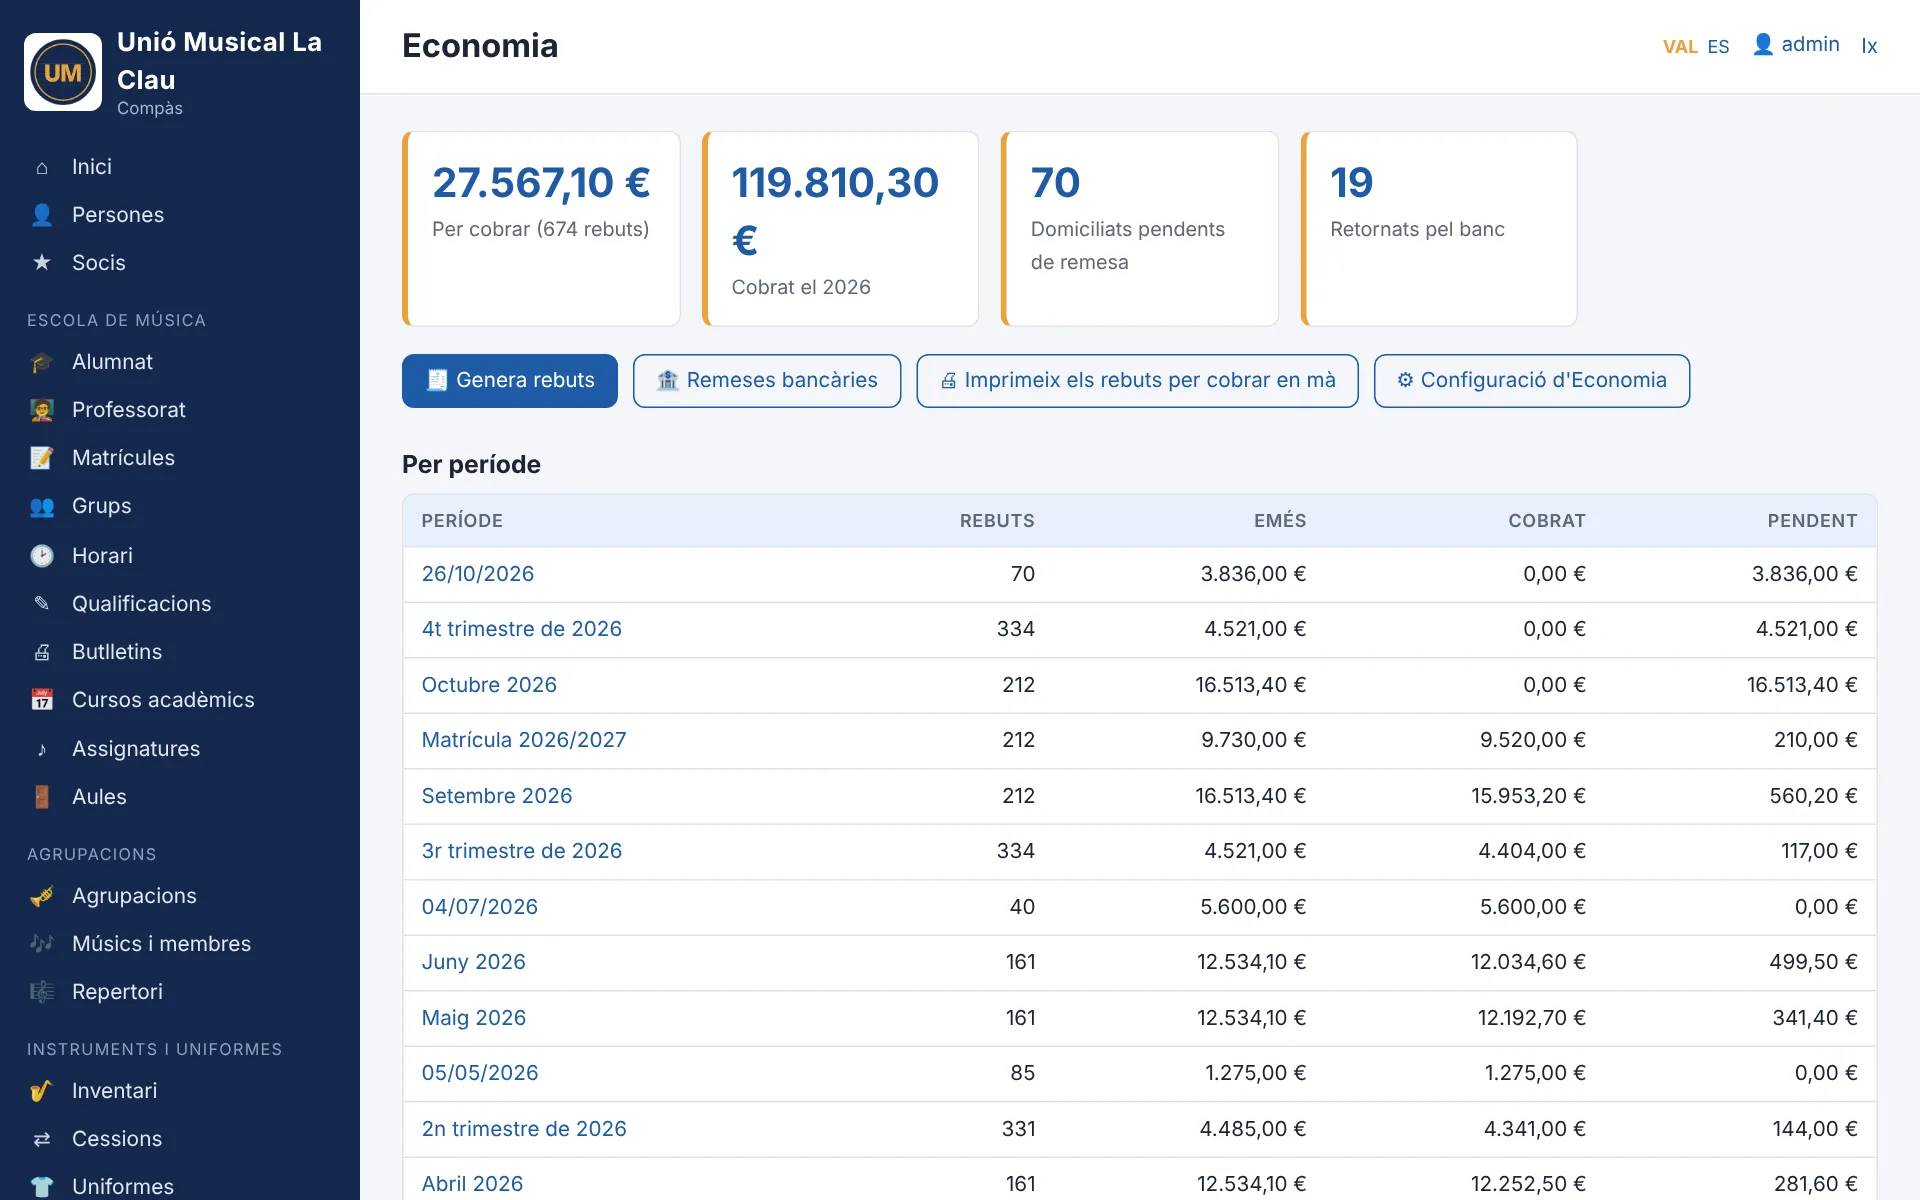 UM
Unió Musical La
Clau
Compàs
Inici
Persones
Socis
ESCOLA DE MÚSICA
Alumnat
Professorat
Matrícules
Grups
Horari
Qualificacions
Butlletins
Cursos acadèmics
Assignatures
Aules
AGRUPACIONS
Agrupacions
Músics i membres
Repertori
INSTRUMENTS I UNIFORMES
Inventari
Cessions
Uniformes
Economia
VAL ES admin Ix
27.567,10 €
Per cobrar (674 rebuts)
119.810,30
€
Cobrat el 2026
70
Domiciliats pendents
de remesa
19
Retornats pel banc
Genera rebuts
Remeses bancàries
Imprimeix els rebuts per cobrar en mà
Configuració d'Economia
Per període
PERÍODE REBUTS EMÉS COBRAT PENDENT
26/10/2026 70 3.836,00 € 0,00 € 3.836,00 €
4t trimestre de 2026 334 4.521,00 € 0,00 € 4.521,00 €
Octubre 2026 212 16.513,40 € 0,00 € 16.513,40 €
Matrícula 2026/2027 212 9.730,00 € 9.520,00 € 210,00 €
Setembre 2026 212 16.513,40 € 15.953,20 € 560,20 €
3r trimestre de 2026 334 4.521,00 € 4.404,00 € 117,00 €
04/07/2026 40 5.600,00 € 5.600,00 € 0,00 €
Juny 2026 161 12.534,10 € 12.034,60 € 499,50 €
Maig 2026 161 12.534,10 € 12.192,70 € 341,40 €
05/05/2026 85 1.275,00 € 1.275,00 € 0,00 €
2n trimestre de 2026 331 4.485,00 € 4.341,00 € 144,00 €
Abril 2026 161 12.534,10 € 12.252,50 € 281,60 €